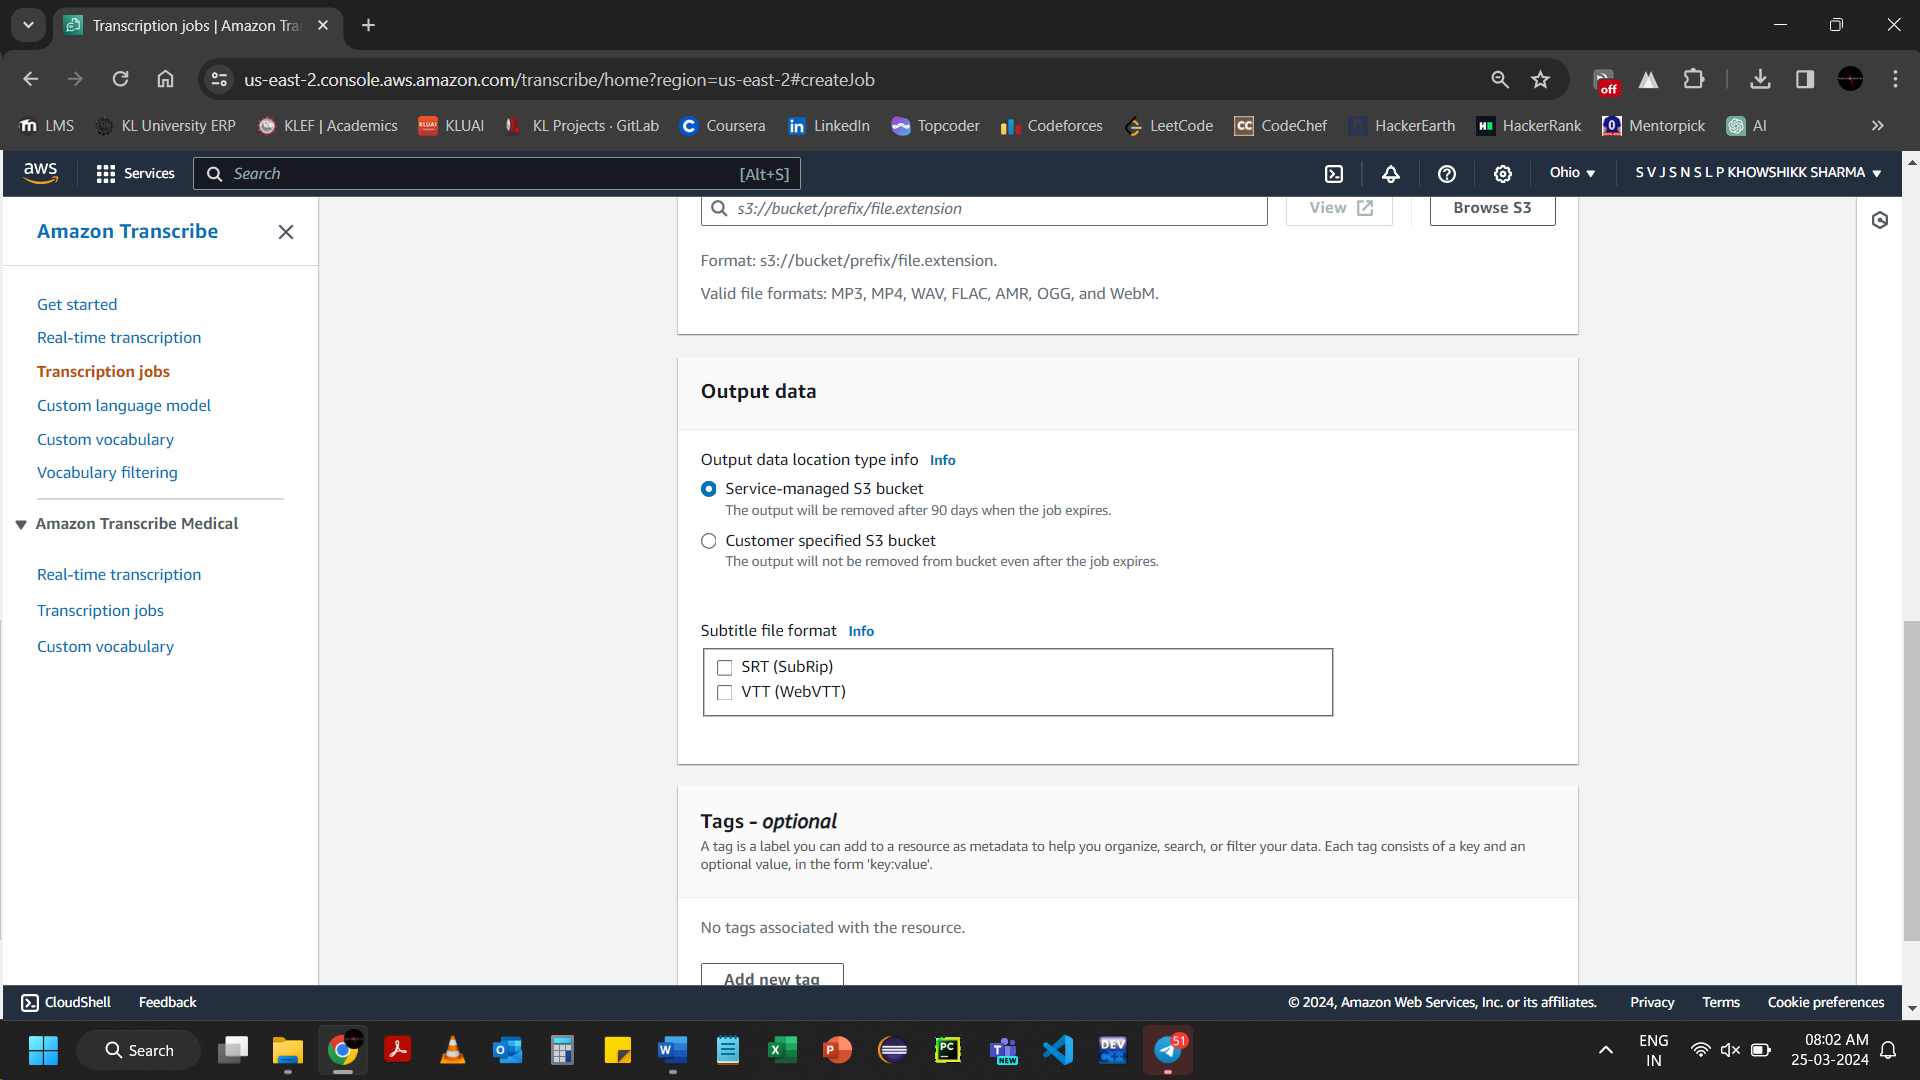 Transcription jobs | Amazon Tra
us-east-2.console.aws.amazon.com/transcribe/home?region=us-east-2#createJob
off
LMS
KL University ERP
KLEF | Academics
KLUAI
KL Projects · GitLab
Coursera
LinkedIn
Topcoder
Codeforces
LeetCode
CodeChef
HackerEarth
HackerRank
Mentorpick
AI
aws
Services
Search
[Alt+S]
Ohio
S V J S N S L P KHOWSHIKK SHARMA
Amazon Transcribe
Get started
Real-time transcription
Transcription jobs
Custom language model
Custom vocabulary
Vocabulary filtering
Amazon Transcribe Medical
Real-time transcription
Transcription jobs
Custom vocabulary
s3://bucket/prefix/file.extension
View
Browse S3
Format: s3://bucket/prefix/file.extension.
Valid file formats: MP3, MP4, WAV, FLAC, AMR, OGG, and WebM.
Output data
Output data location type info Info
Service-managed S3 bucket
The output will be removed after 90 days when the job expires.
Customer specified S3 bucket
The output will not be removed from bucket even after the job expires.
Subtitle file format Info
SRT (SubRip)
VTT (WebVTT)
Tags - optional
A tag is a label you can add to a resource as metadata to help you organize, search, or filter your data. Each tag consists of a key and an
optional value, in the form 'key:value'.
No tags associated with the resource.
Add new tag
CloudShell
Feedback
© 2024, Amazon Web Services, Inc. or its affiliates.
Privacy
Terms
Cookie preferences
Search
NEW
DEV
51
ENG
IN
08:02 AM
25-03-2024